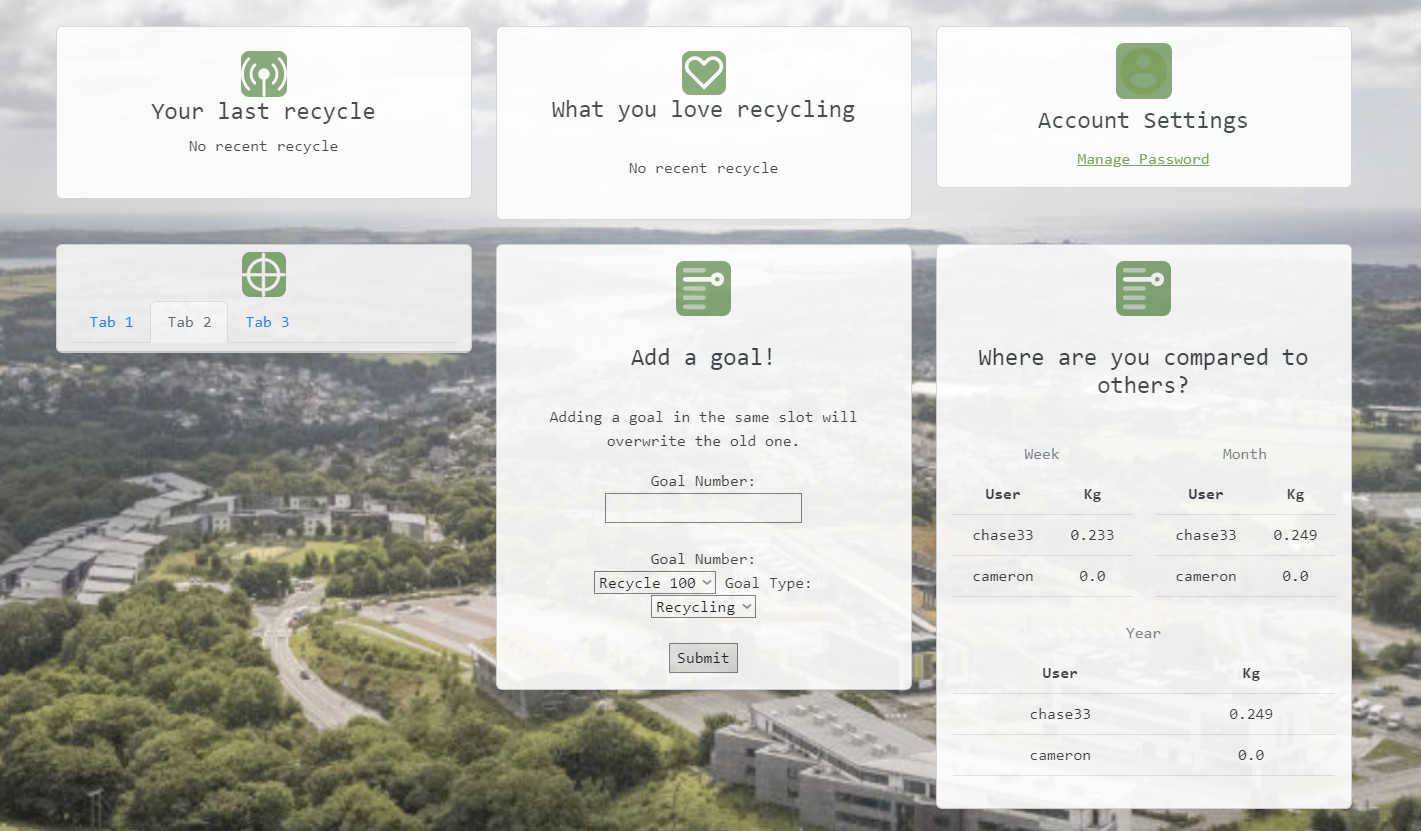 Your last recycle
No recent recycle
What you love recycling
No recent recycle
Account Settings
Manage Password
Tab 1 Tab 2 Tab 3
Add a goal!
Adding a goal in the same slot will
overwrite the old one.
Goal Number:
Goal Number:
Recycle 100 Goal Type:
Recycling
Submit
Where are you compared to
others?
Week
User Kg
chase33 0.233
cameron 0.0
Month
User Kg
chase33 0.249
cameron 0.0
Year
User Kg
chase33 0.249
cameron 0.0